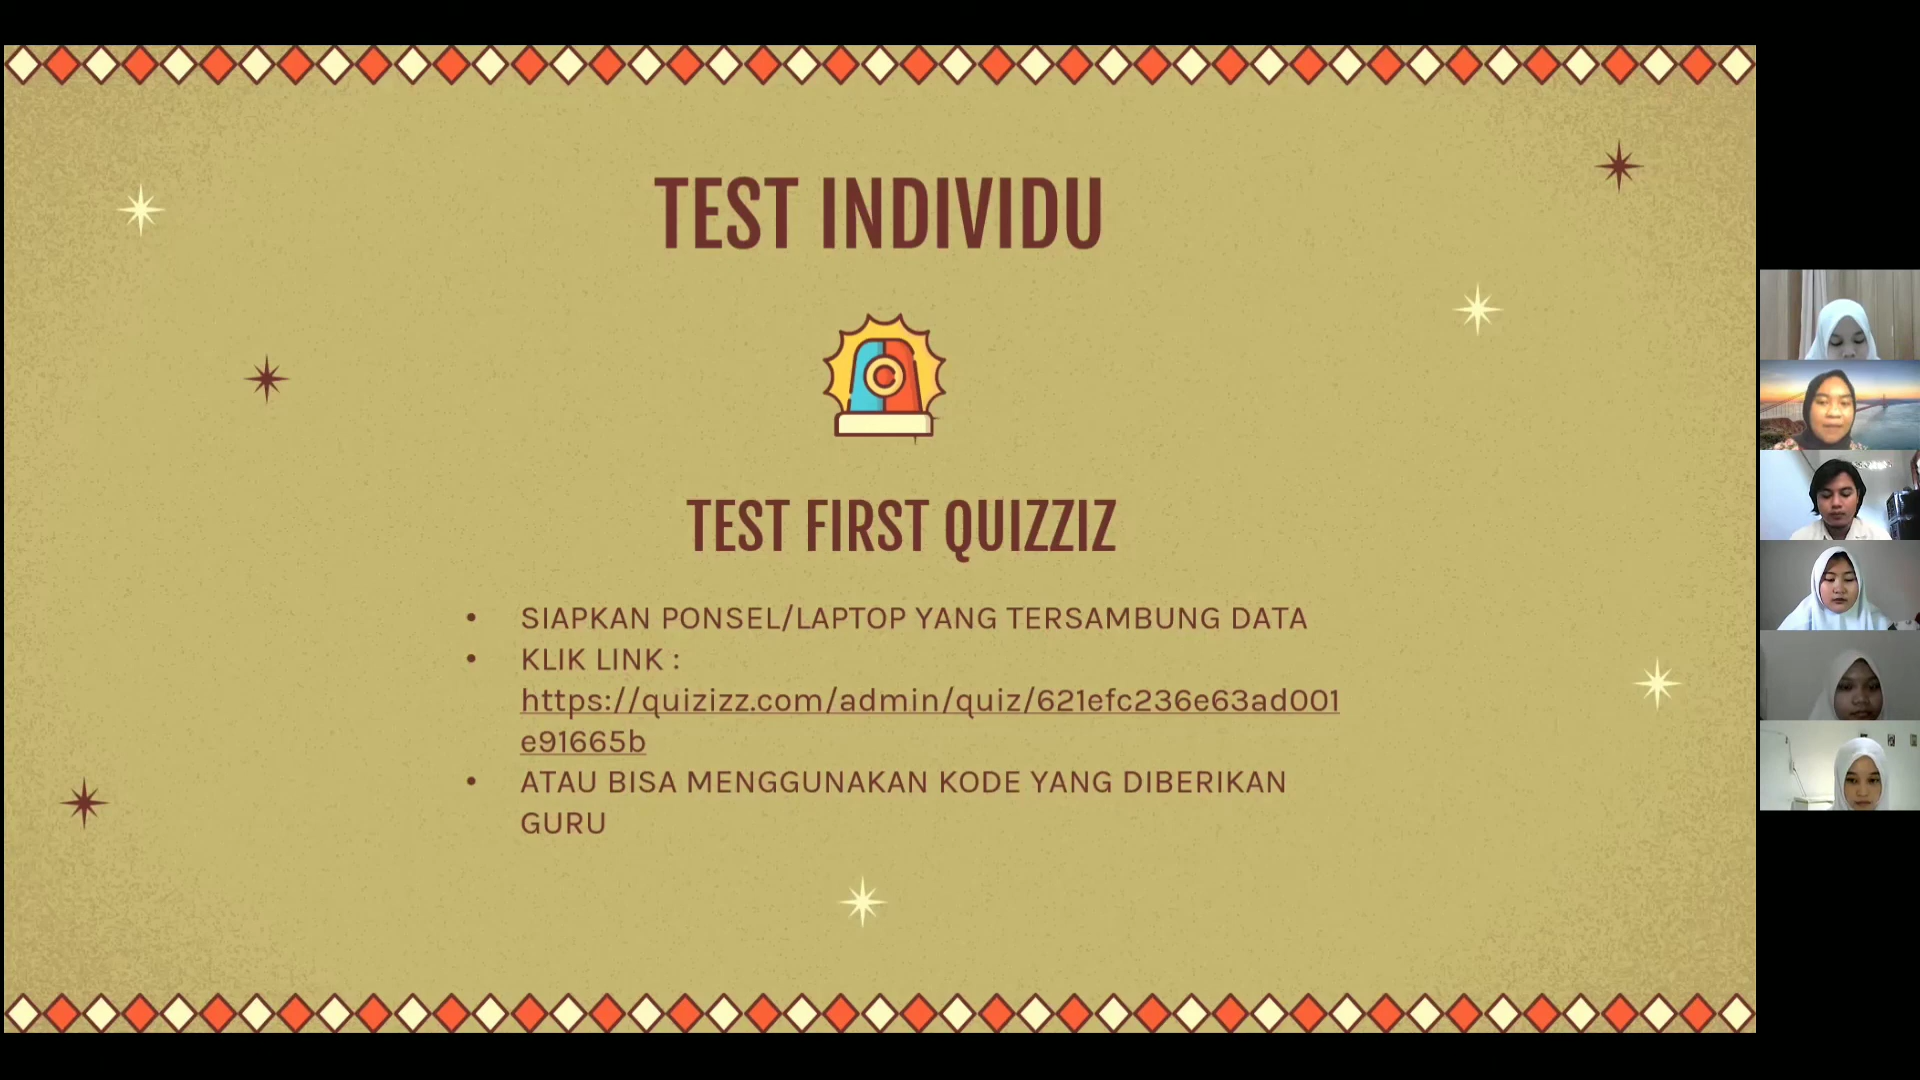 TEST INDIVIDU
TEST FIRST QUIZZIZ
• SIAPKAN PONSEL/LAPTOP YANG TERSAMBUNG DATA
• KLIK LINK :
https://quizizz.com/admin/quiz/621efc236e63ad001
e91665b
• ATAU BISA MENGGUNAKAN KODE YANG DIBERIKAN
GURU